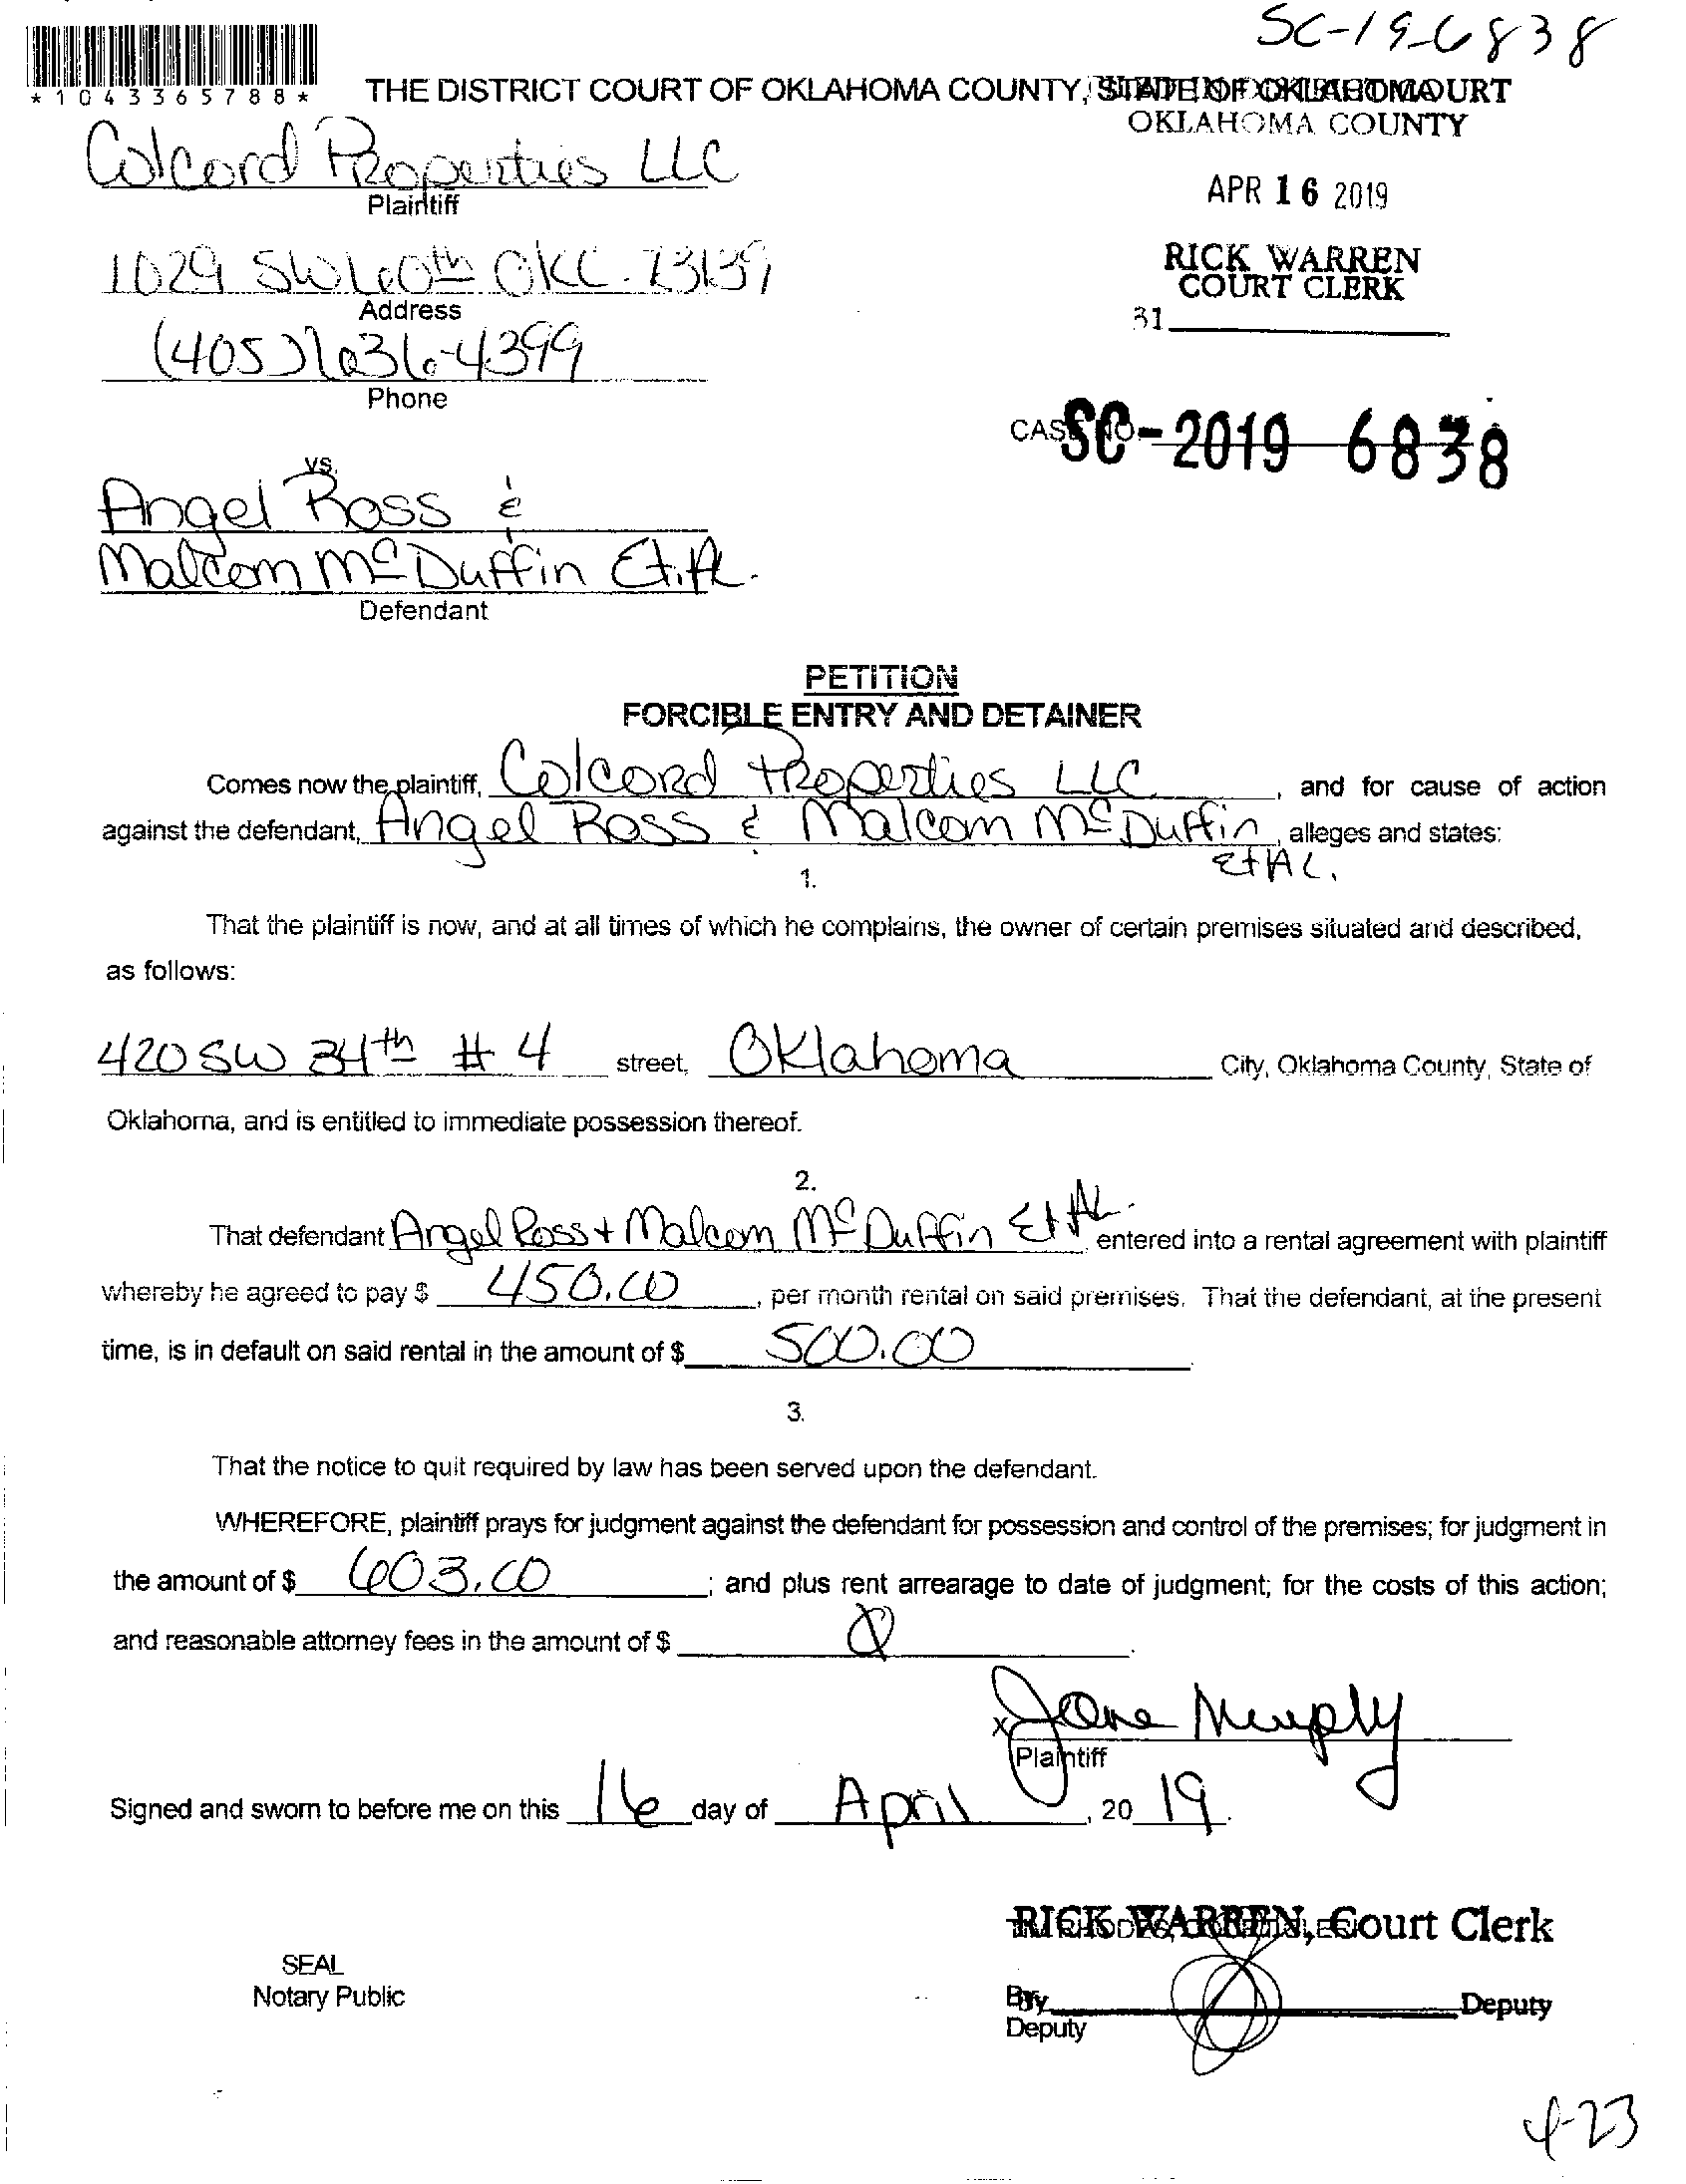 SC-19-6838
*1043365788*
THE DISTRICT COURT OF OKLAHOMA COUNTY, STATE OF OKLAHOMA
FILED IN DISTRICT COURT
OKLAHOMA COUNTY
Colcord Properties LLC
Plaintiff
APR 16 2019
1029 SW 60th OKC. 73139
Address
RICK WARREN
COURT CLERK
31
(405) 636-4399
Phone
CASE NO. SC-2019 6838
vs.
Angel Ross &
Malcom McDuffin Et. Al.
Defendant
PETITION
FORCIBLE ENTRY AND DETAINER
Comes now the plaintiff, Colcord Properties LLC, and for cause of action
against the defendant, Angel Ross & Malcom McDuffin, alleges and states:
Et AL.
1.
That the plaintiff is now, and at all times of which he complains, the owner of certain premises situated and described,
as follows:
420 SW 34th # 4 street, Oklahoma City, Oklahoma County, State of
Oklahoma, and is entitled to immediate possession thereof.
2.
That defendant Angel Ross + Malcom McDuffin Et AL. entered into a rental agreement with plaintiff
whereby he agreed to pay $ 450.00, per month rental on said premises. That the defendant, at the present
time, is in default on said rental in the amount of $ 500.00
3.
That the notice to quit required by law has been served upon the defendant.
WHEREFORE, plaintiff prays for judgment against the defendant for possession and control of the premises; for judgment in
the amount of $ 603.00; and plus rent arrearage to date of judgment; for the costs of this action;
and reasonable attorney fees in the amount of $ 0.
x Jane Murphy
Plaintiff
Signed and sworn to before me on this 16 day of April, 2019.
RICK WARREN, Court Clerk
SEAL
Notary Public
By Deputy
Deputy
4-23